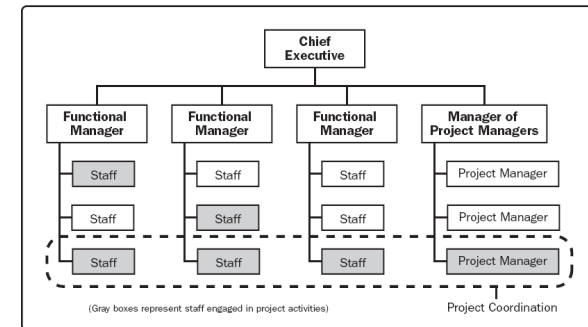 Chief
Executive
Functional
Manager
Functional
Manager
Functional
Manager
Manager of
Project Managers
Staff
Staff
Staff
Project Manager
Staff
Staff
Staff
Project Manager
Staff
Staff
Staff
Project Manager
(Gray boxes represent staff engaged in project activities)
Project Coordination